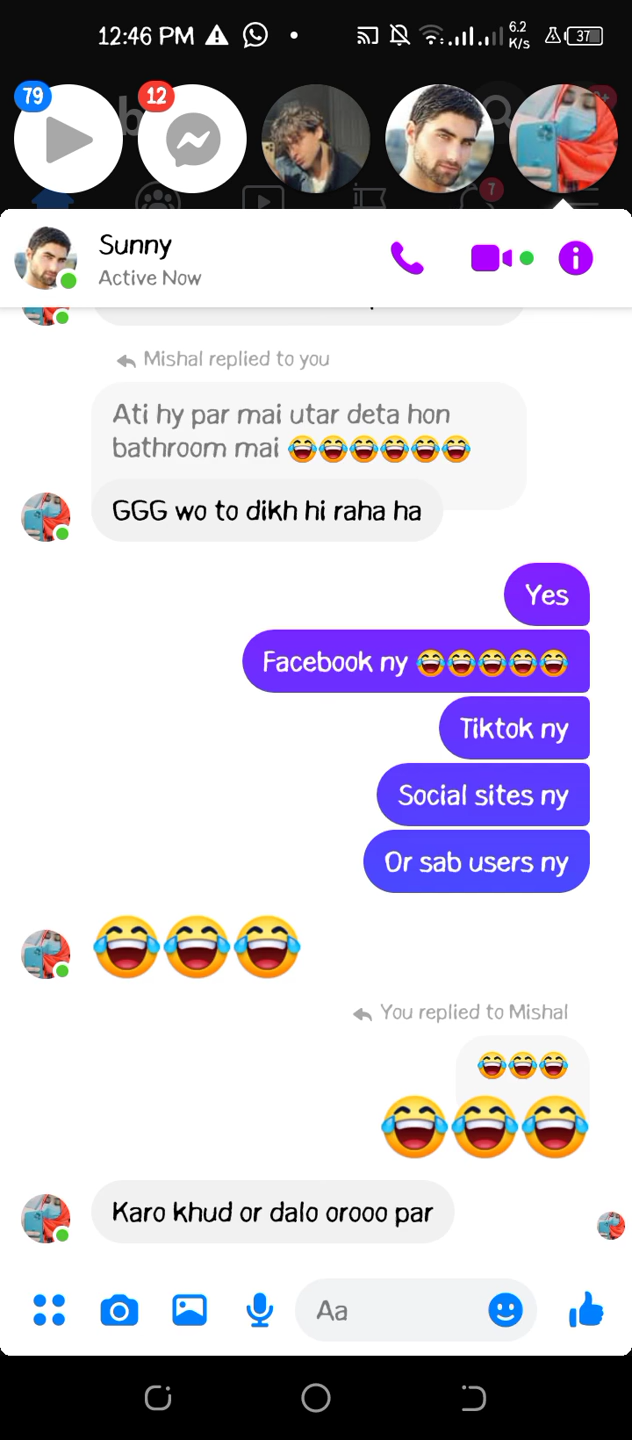 12:46 PM
6.2
K/s
37
79
12
7
Sunny
Active Now
Mishal replied to you
Ati hy par mai utar deta hon
bathroom mai 😂😂😂😂😂😂
GGG wo to dikh hi raha ha
Yes
Facebook ny 😂😂😂😂😂
Tiktok ny
Social sites ny
Or sab users ny
😂😂😂
You replied to Mishal
😂😂😂
😂😂😂
Karo khud or dalo orooo par
Aa